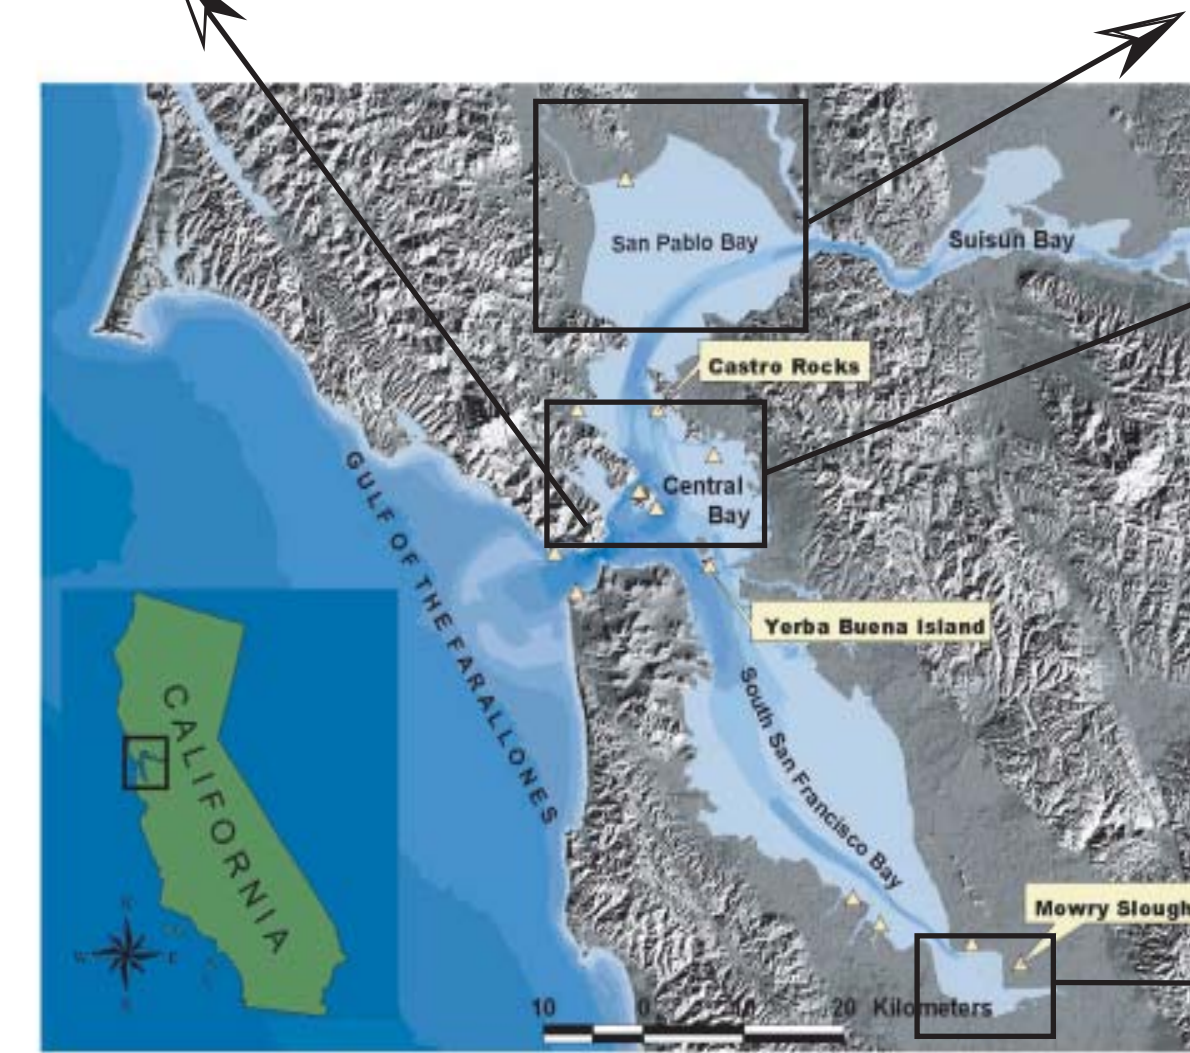 San Pablo Bay
Suisun Bay
Castro Rocks
Central
Bay
GULF OF THE FARALLONES
Yerba Buena Island
South San Francisco Bay
CALIFORNIA
Mowry Slough
N
W E
S
10 0 10 20 Kilometers